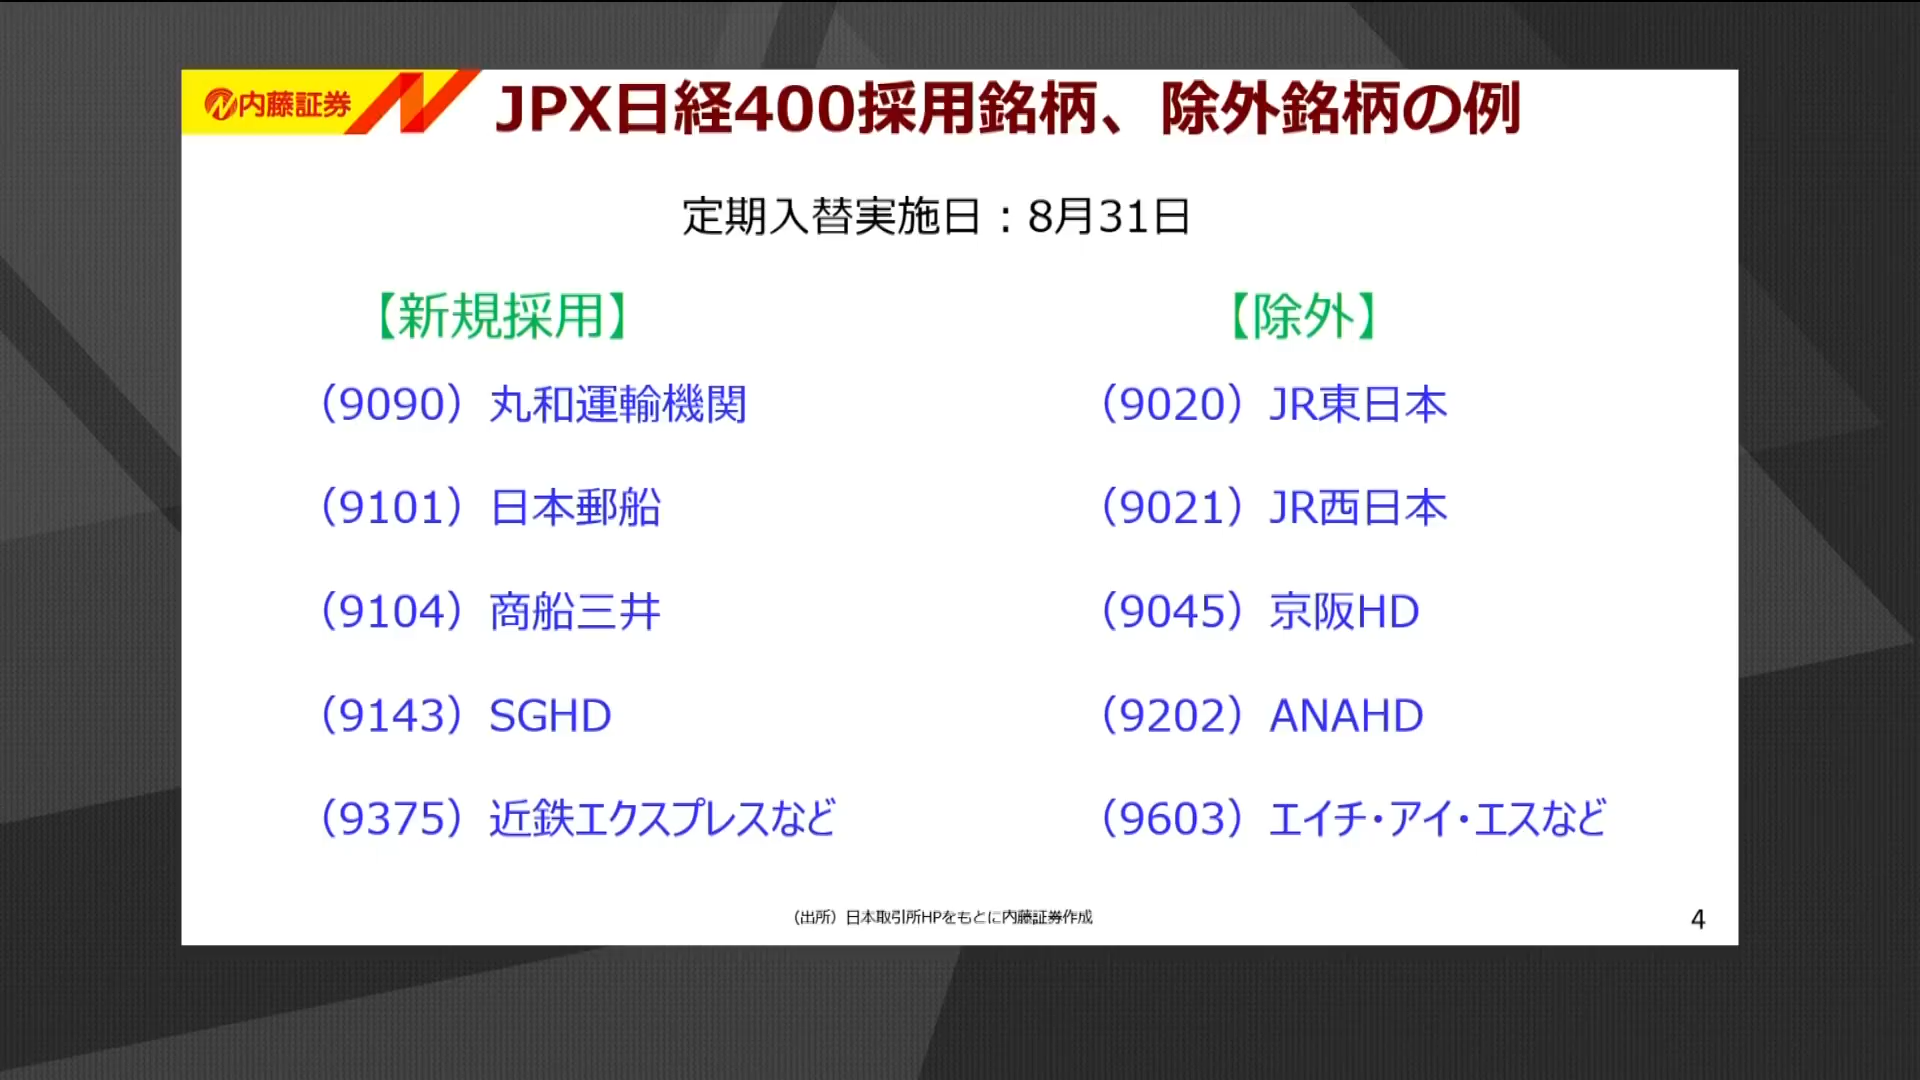 内藤証券
JPX日経400採用銘柄、除外銘柄の例
定期入替実施日：8月31日
【新規採用】
（9090）丸和運輸機関
（9101）日本郵船
（9104）商船三井
（9143）SGHD
（9375）近鉄エクスプレスなど
【除外】
（9020）JR東日本
（9021）JR西日本
（9045）京阪HD
（9202）ANAHD
（9603）エイチ・アイ・エスなど
（出所）日本取引所HPをもとに内藤証券作成
4